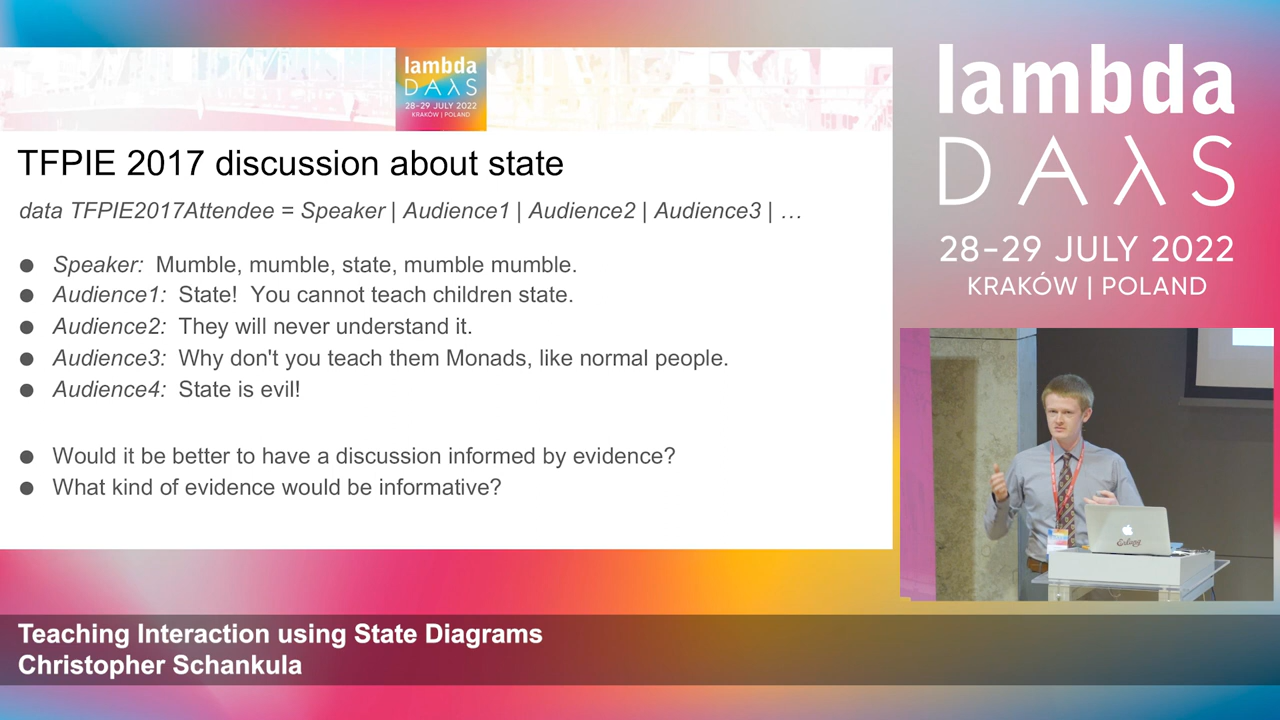 lambda
DAλS
28-29 JULY 2022
KRAKÓW | POLAND
TFPIE 2017 discussion about state
data TFPIE2017Attendee = Speaker | Audience1 | Audience2 | Audience3 | …
● Speaker: Mumble, mumble, state, mumble mumble.
● Audience1: State! You cannot teach children state.
● Audience2: They will never understand it.
● Audience3: Why don't you teach them Monads, like normal people.
● Audience4: State is evil!
● Would it be better to have a discussion informed by evidence?
● What kind of evidence would be informative?
lambda
DAλS
28–29 JULY 2022
KRAKÓW | POLAND
Teaching Interaction using State Diagrams
Christopher Schankula